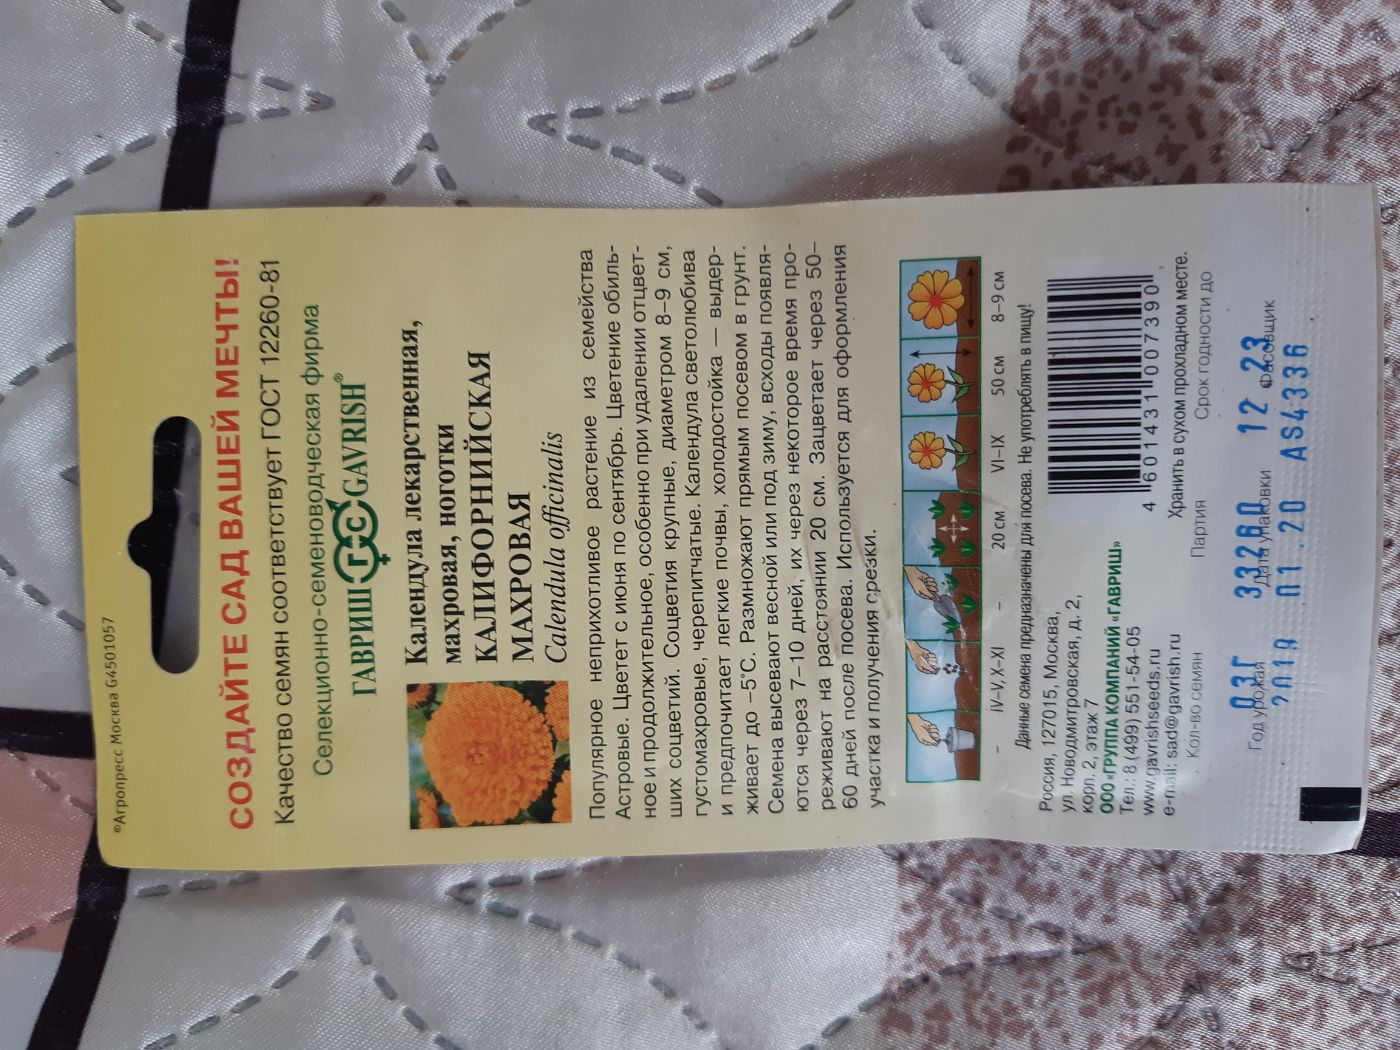 ©Агропресс Москва G4501057
СОЗДАЙТЕ САД ВАШЕЙ МЕЧТЫ!
Качество семян соответствует ГОСТ 12260-81
Селекционно-семеноводческая фирма
ГАВРИШ GAVRISH®
Календула лекарственная,
махровая, ноготки
КАЛИФОРНИЙСКАЯ
МАХРОВАЯ
Calendula officinalis
Популярное неприхотливое растение из семейства
Астровые. Цветет с июня по сентябрь. Цветение обиль-
ное и продолжительное, особенно при удалении отцвет-
ших соцветий. Соцветия крупные, диаметром 8–9 см,
густомахровые, черепитчатые. Календула светолюбива
и предпочитает легкие почвы, холодостойка — выдер-
живает до –5°С. Размножают прямым посевом в грунт.
Семена высевают весной или под зиму, всходы появля-
ются через 7–10 дней, их через некоторое время про-
реживают на расстоянии 20 см. Зацветает через 50–
60 дней после посева. Используется для оформления
участка и получения срезки.
– IV–V, X–XI – 20 см VI–IX 50 см 8–9 см
Данные семена предназначены для посева. Не употреблять в пищу!
Россия, 127015, Москва,
ул. Новодмитровская, д. 2,
корп. 2, этаж 7
ООО «ГРУППА КОМПАНИЙ «ГАВРИШ»
Тел.: 8 (499) 551-54-05
www.gavrishseeds.ru
e-mail: sad@gavrish.ru
4 601431 007390
Хранить в сухом прохладном месте.
Кол-во семян Партия Срок годности до
0,3Г 33260 12.23
Год урожая Дата упаковки Фасовщик
2019 01.20 AS4336